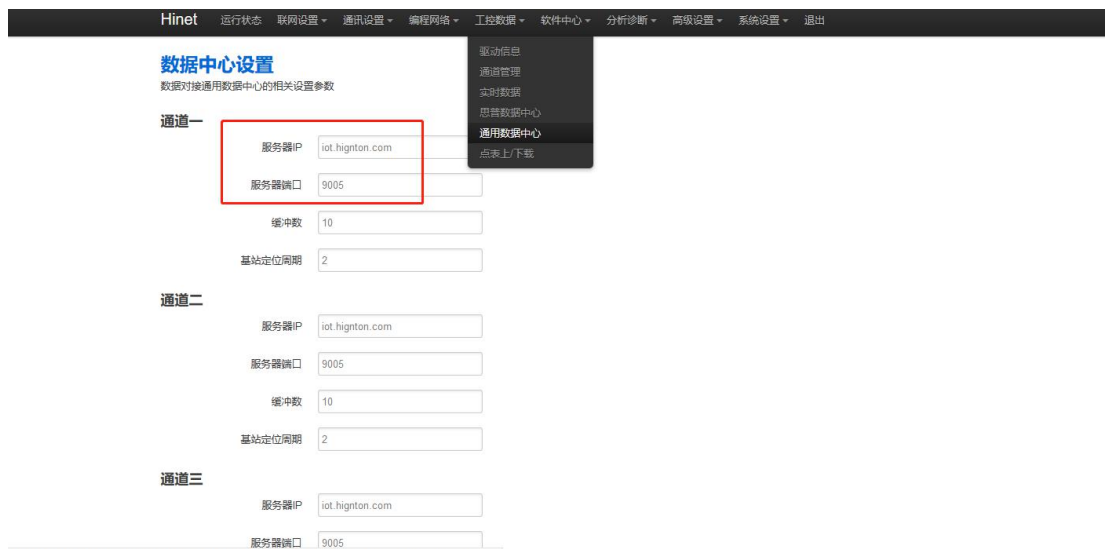 Hinet 运行状态 联网设置 通讯设置 编程网络 工控数据 软件中心 分析诊断 高级设置 系统设置 退出
驱动信息
通道管理
实时数据
思普数据中心
通用数据中心
点表上/下载
数据中心设置
数据对接通用数据中心的相关设置参数
通道一
服务器IP iot.hignton.com
服务器端口 9005
缓冲数 10
基站定位周期 2
通道二
服务器IP iot.hignton.com
服务器端口 9005
缓冲数 10
基站定位周期 2
通道三
服务器IP iot.hignton.com
服务器端口 9005